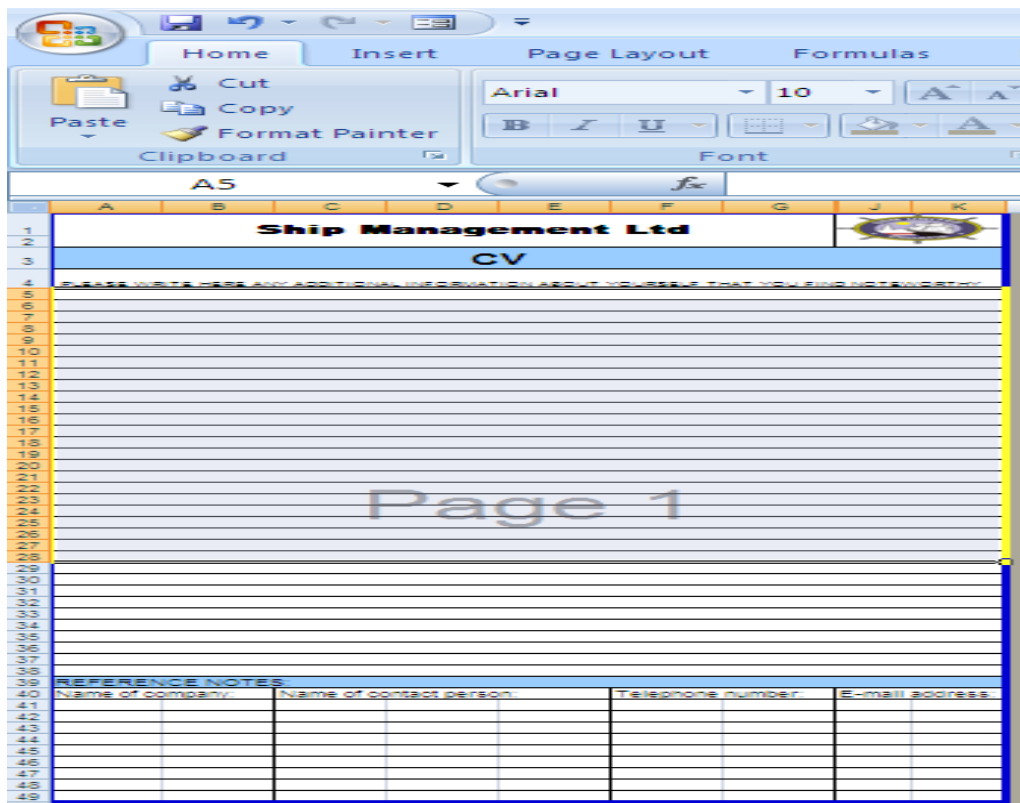 Home Insert Page Layout Formulas
Cut
Copy
Paste
Format Painter
Clipboard
Arial 10 A A
B I U A
Font
A5 fx
A B C D E F G J K
1 Ship Management Ltd
2
3 CV
4 PLEASE WRITE HERE ANY ADDITIONAL INFORMATION ABOUT YOURSELF THAT YOU FIND NOTEWORTHY
5
6
7
8
9
10
11
12
13
14
15
16
17
18
19
20
21
22
23 Page 1
24
25
26
27
28
29
30
31
32
33
34
35
36
37
38
39 REFERENCE NOTES:
40 Name of company: Name of contact person: Telephone number: E-mail address:
41
42
43
44
45
46
47
48
49